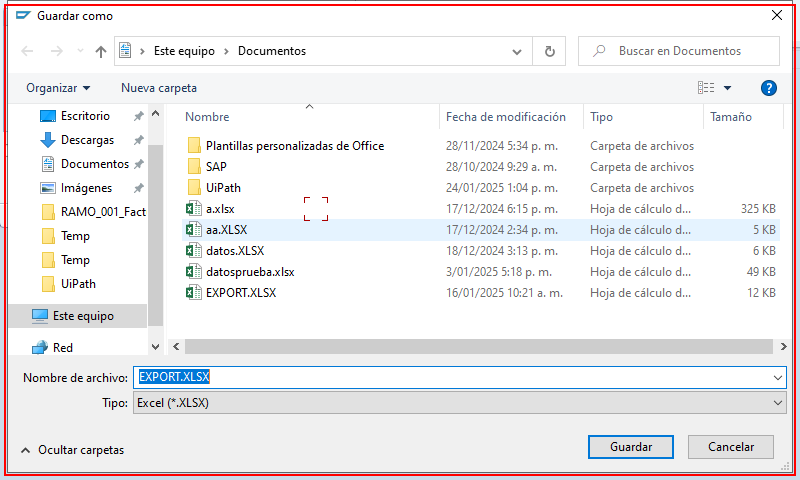 Guardar como
Este equipo > Documentos
Buscar en Documentos
Organizar Nueva carpeta
Nombre Fecha de modificación Tipo Tamaño
Escritorio
Descargas
Documentos
Imágenes
RAMO_001_Fact
Temp
Temp
UiPath
Este equipo
Red
Plantillas personalizadas de Office 28/11/2024 5:34 p. m. Carpeta de archivos
SAP 28/10/2024 9:29 a. m. Carpeta de archivos
UiPath 24/01/2025 1:04 p. m. Carpeta de archivos
a.xlsx 17/12/2024 6:15 p. m. Hoja de cálculo d... 325 KB
aa.XLSX 17/12/2024 2:34 p. m. Hoja de cálculo d... 5 KB
datos.XLSX 18/12/2024 3:13 p. m. Hoja de cálculo d... 6 KB
datosprueba.xlsx 3/01/2025 5:18 p. m. Hoja de cálculo d... 49 KB
EXPORT.XLSX 16/01/2025 10:21 a. m. Hoja de cálculo d... 12 KB
Nombre de archivo: EXPORT.XLSX
Tipo: Excel (*.XLSX)
Ocultar carpetas
Guardar Cancelar